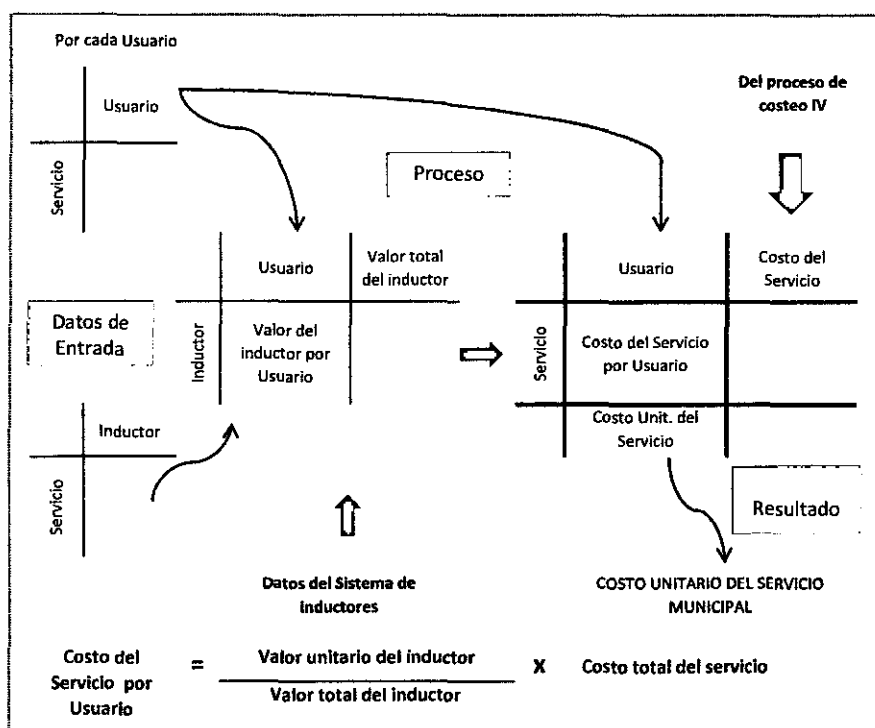 Por cada Usuario
Usuario
Servicio
Del proceso de
costeo IV
Proceso
Usuario
Valor total
del inductor
Inductor
Valor del
inductor por
Usuario
Datos de
Entrada
Inductor
Servicio
Usuario
Costo del
Servicio
Servicio
Costo del Servicio
por Usuario
Costo Unit. del
Servicio
Resultado
Datos del Sistema de
Inductores
COSTO UNITARIO DEL SERVICIO
MUNICIPAL
Costo del
Servicio por
Usuario
=
Valor unitario del inductor
Valor total del inductor
X
Costo total del servicio